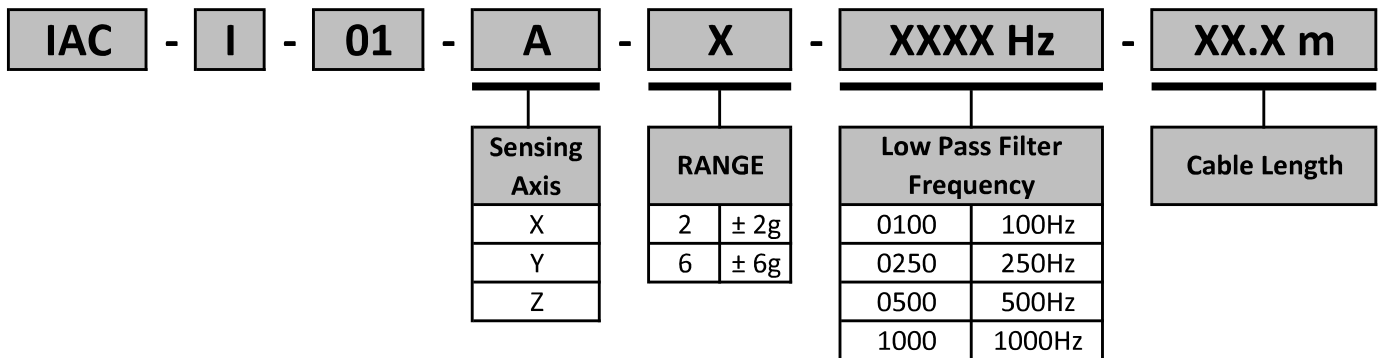 IAC - I - 01 - A - X - XXXX Hz - XX.X m
Sensing Axis
RANGE
Low Pass Filter Frequency
Cable Length
X
2 ± 2g
0100 100Hz
Y
6 ± 6g
0250 250Hz
Z
0500 500Hz
1000 1000Hz